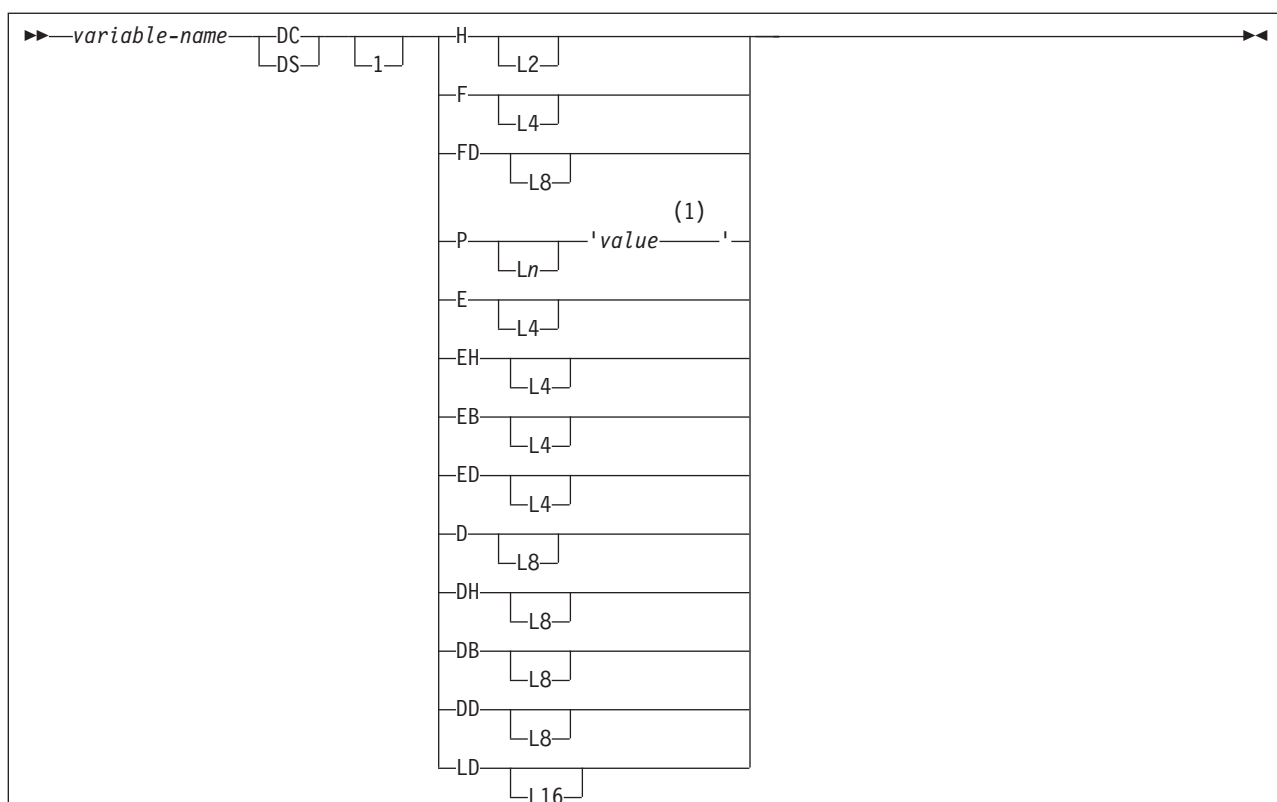 variable-name DC 1 H
DS L2
F
L4
FD
L8
(1)
P 'value '
Ln
E
L4
EH
L4
EB
L4
ED
L4
D
L8
DH
L8
DB
L8
DD
L8
LD
L16